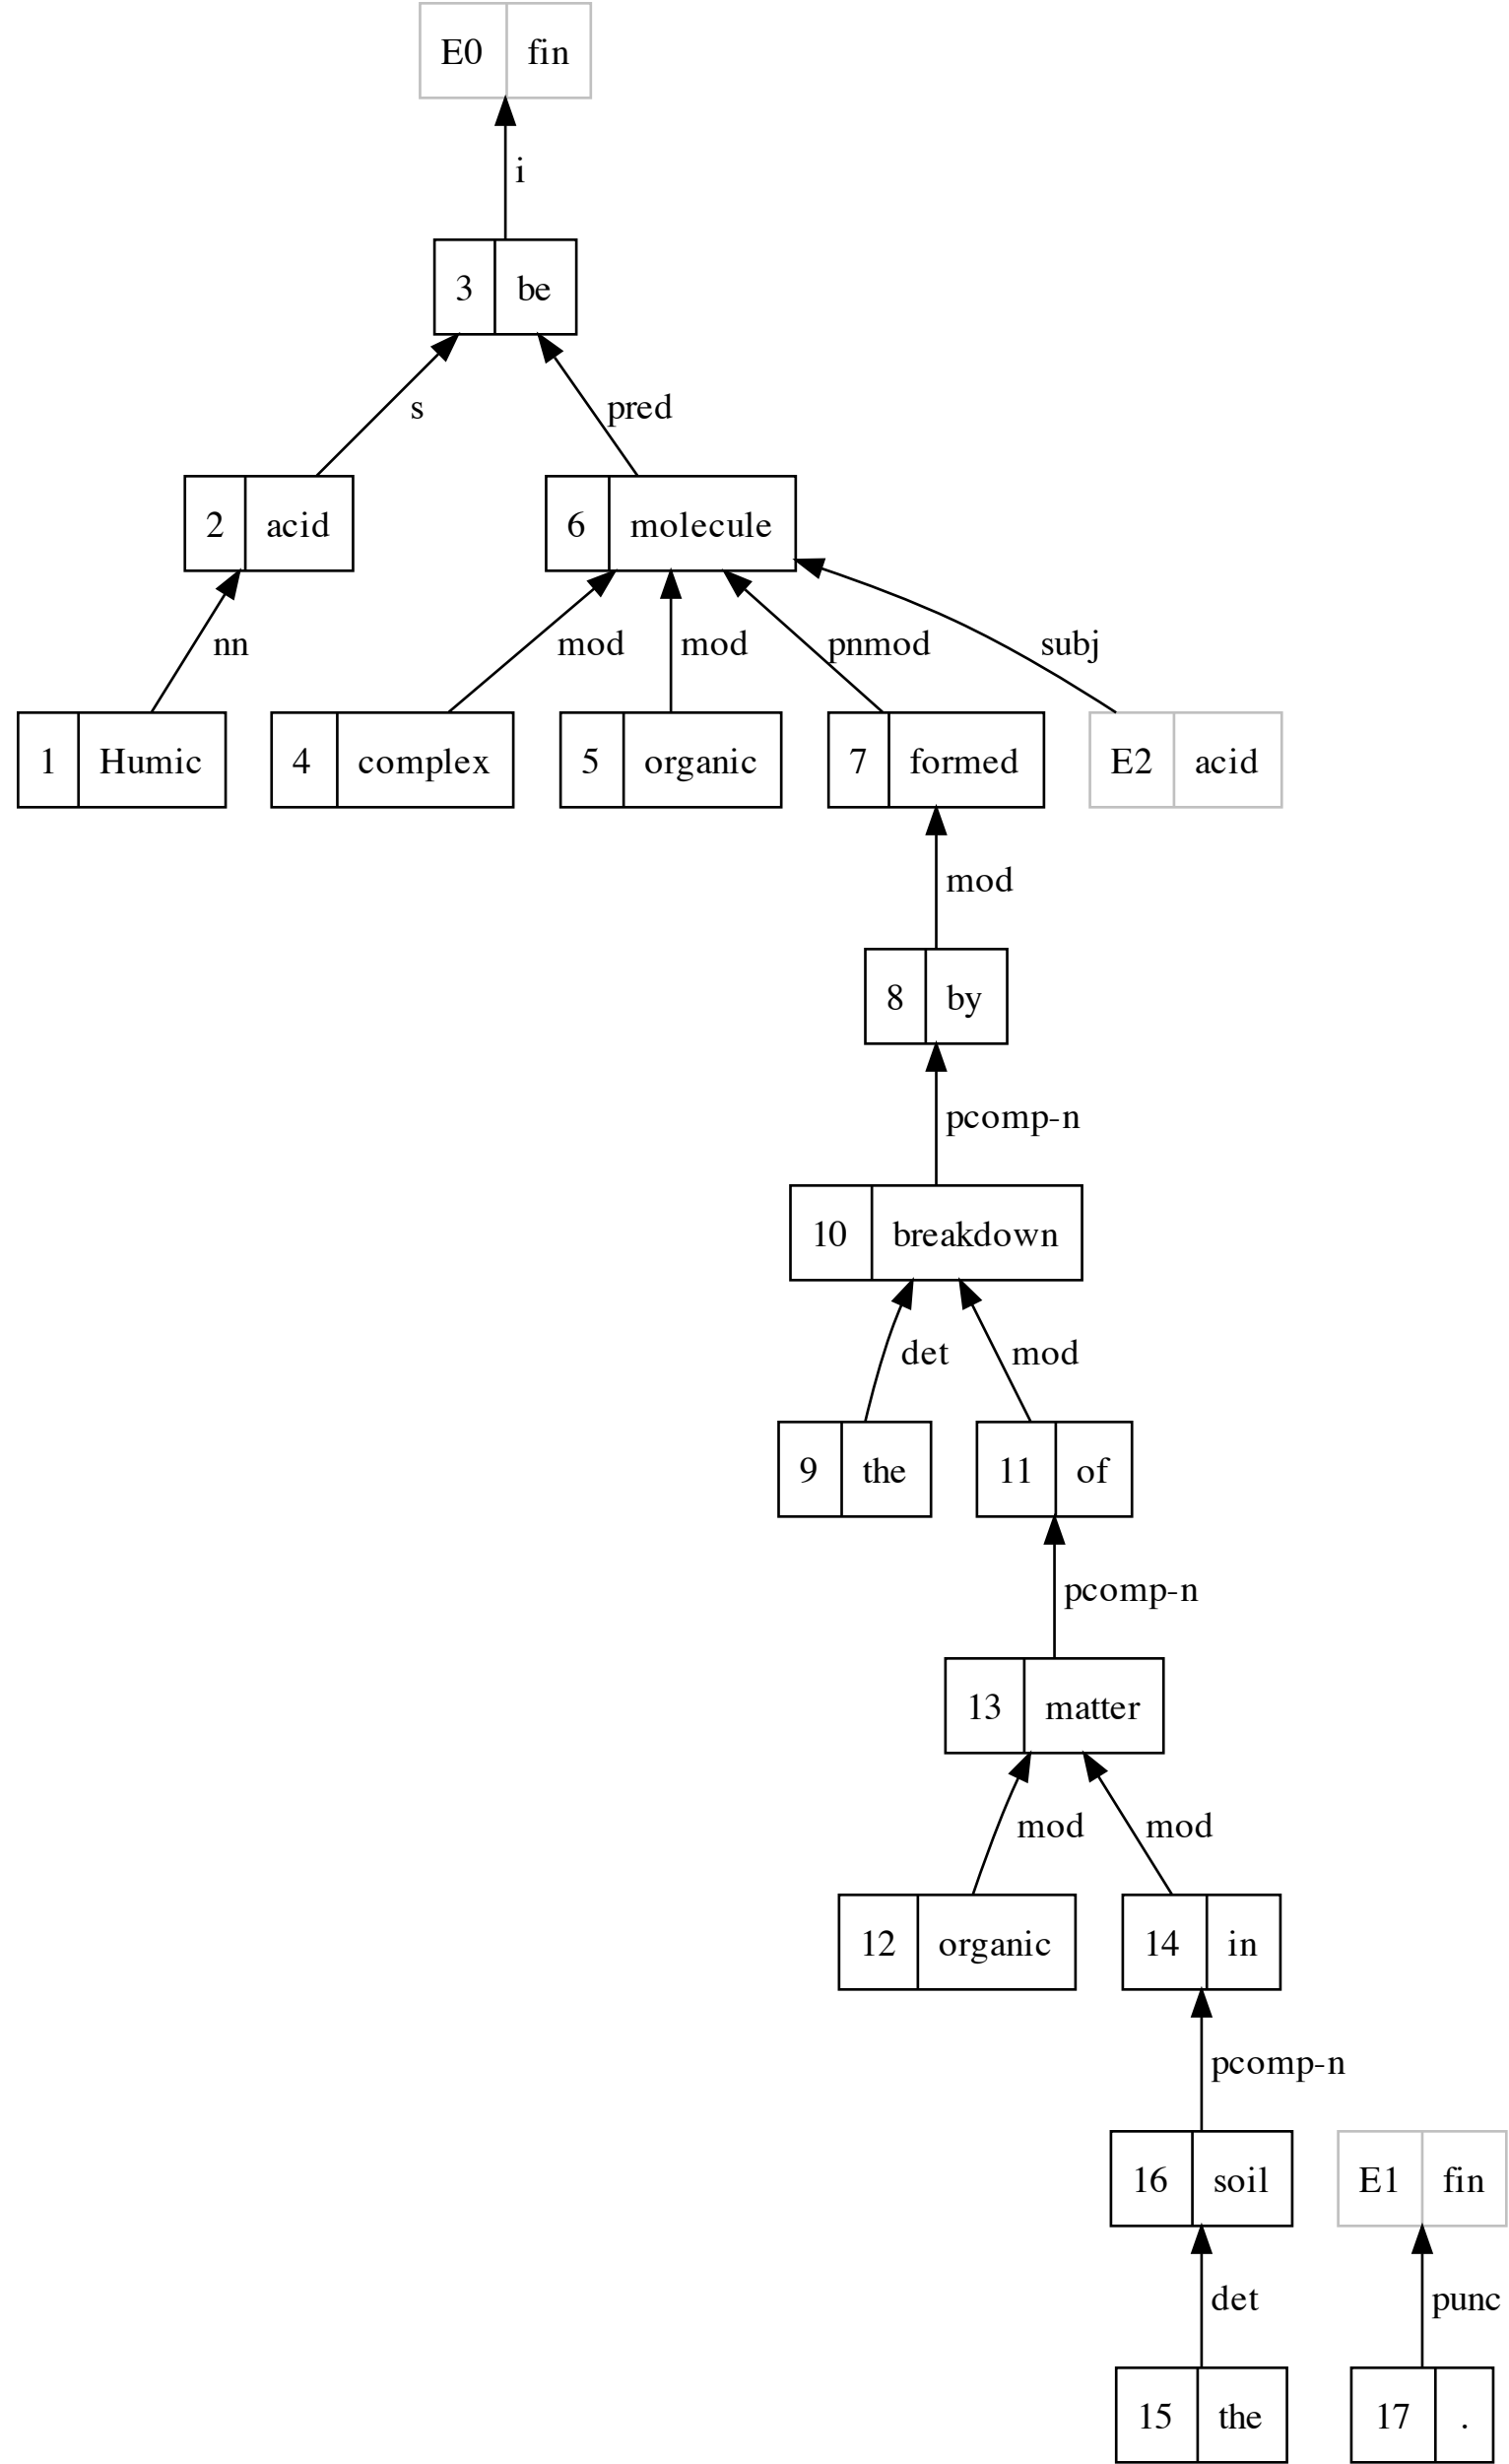 E0 fin
i
3 be
s pred
2 acid 6 molecule
nn mod mod pnmod subj
1 Humic 4 complex 5 organic 7 formed E2 acid
mod
8 by
pcomp-n
10 breakdown
det mod
9 the 11 of
pcomp-n
13 matter
mod mod
12 organic 14 in
pcomp-n
16 soil E1 fin
det punc
15 the 17 .